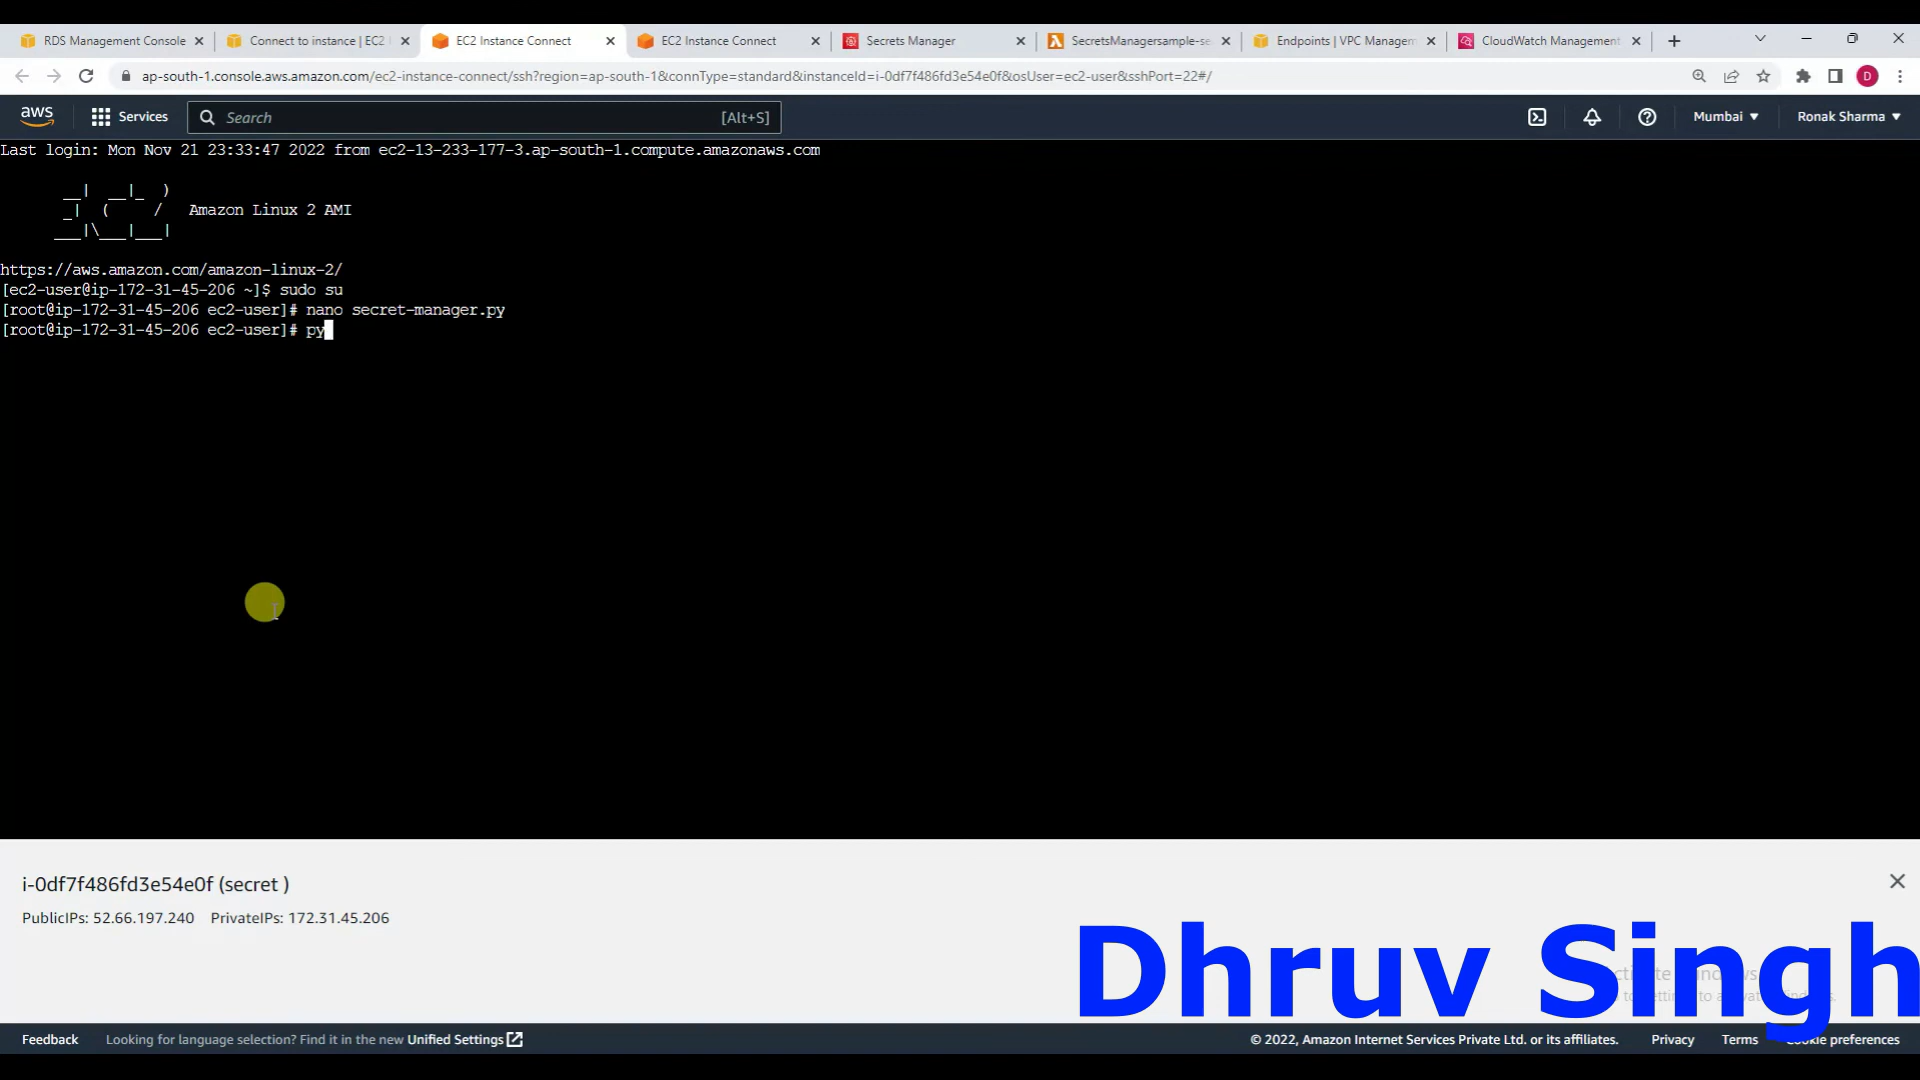 RDS Management Console
Connect to instance | EC2
EC2 Instance Connect
EC2 Instance Connect
Secrets Manager
SecretsManagersample-se
Endpoints | VPC Managem
CloudWatch Management
ap-south-1.console.aws.amazon.com/ec2-instance-connect/ssh?region=ap-south-1&connType=standard&instanceId=i-0df7f486fd3e54e0f&osUser=ec2-user&sshPort=22#/
D
aws
Services
Search
[Alt+S]
Mumbai
Ronak Sharma
Last login: Mon Nov 21 23:33:47 2022 from ec2-13-233-177-3.ap-south-1.compute.amazonaws.com
__|  __|_  )
_|  (     /   Amazon Linux 2 AMI
___|\___|___|
https://aws.amazon.com/amazon-linux-2/
[ec2-user@ip-172-31-45-206 ~]$ sudo su
[root@ip-172-31-45-206 ec2-user]# nano secret-manager.py
[root@ip-172-31-45-206 ec2-user]# py
i-0df7f486fd3e54e0f (secret )
PublicIPs: 52.66.197.240 PrivateIPs: 172.31.45.206
Dhruv Singh
Feedback
Looking for language selection? Find it in the new Unified Settings
© 2022, Amazon Internet Services Private Ltd. or its affiliates.
Privacy
Terms
Cookie preferences